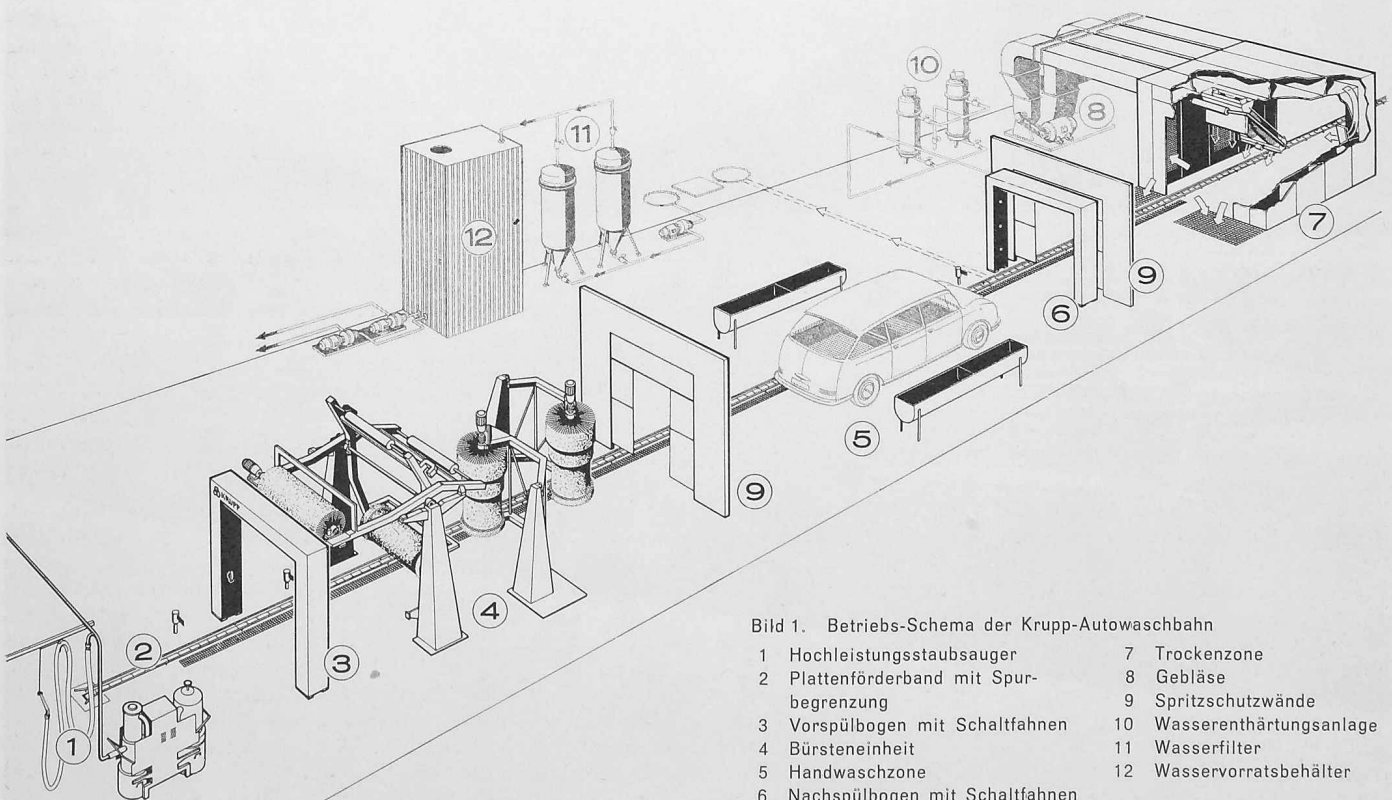 10
11
8
12
7
9
6
5
9
KRUPP
4
2
3
1
Bild 1. Betriebs-Schema der Krupp-Autowaschbahn
1 Hochleistungsstaubsauger
2 Plattenförderband mit Spur-
begrenzung
3 Vorspülbogen mit Schaltfahnen
4 Bürsteneinheit
5 Handwaschzone
6 Nachspülbogen mit Schaltfahnen
7 Trockenzone
8 Gebläse
9 Spritzschutzwände
10 Wasserenthärtungsanlage
11 Wasserfilter
12 Wasservorratsbehälter